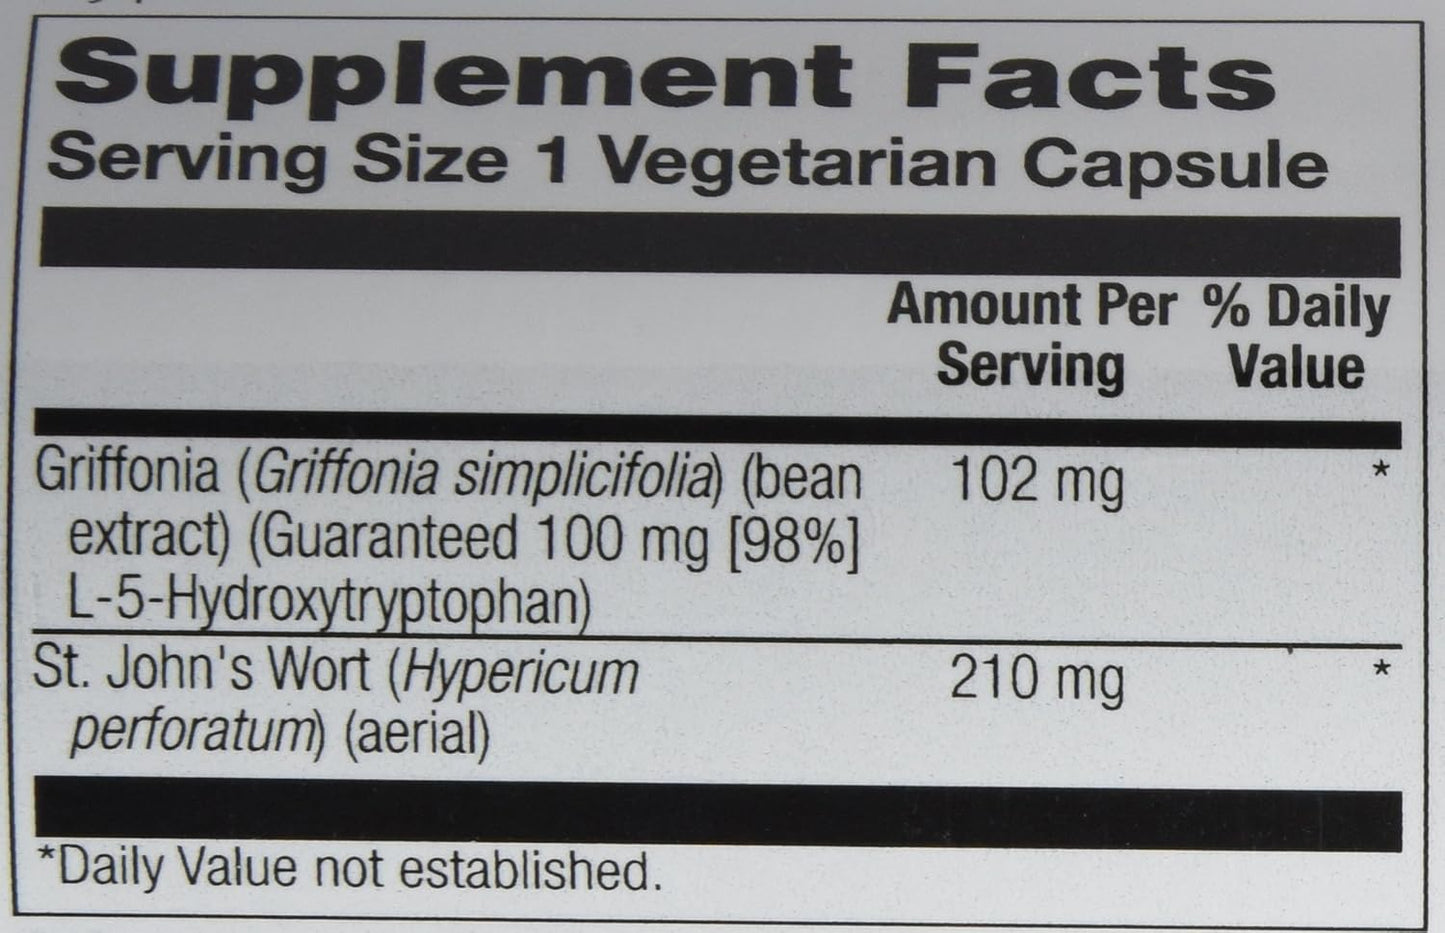 Supplement Facts
Serving Size 1 Vegetarian Capsule
Amount Per % Daily
Serving Value
Griffonia (Griffonia simplicifolia) (bean 102 mg *
extract) (Guaranteed 100 mg [98%]
L-5-Hydroxytryptophan)
St. John's Wort (Hypericum 210 mg *
perforatum) (aerial)
*Daily Value not established.